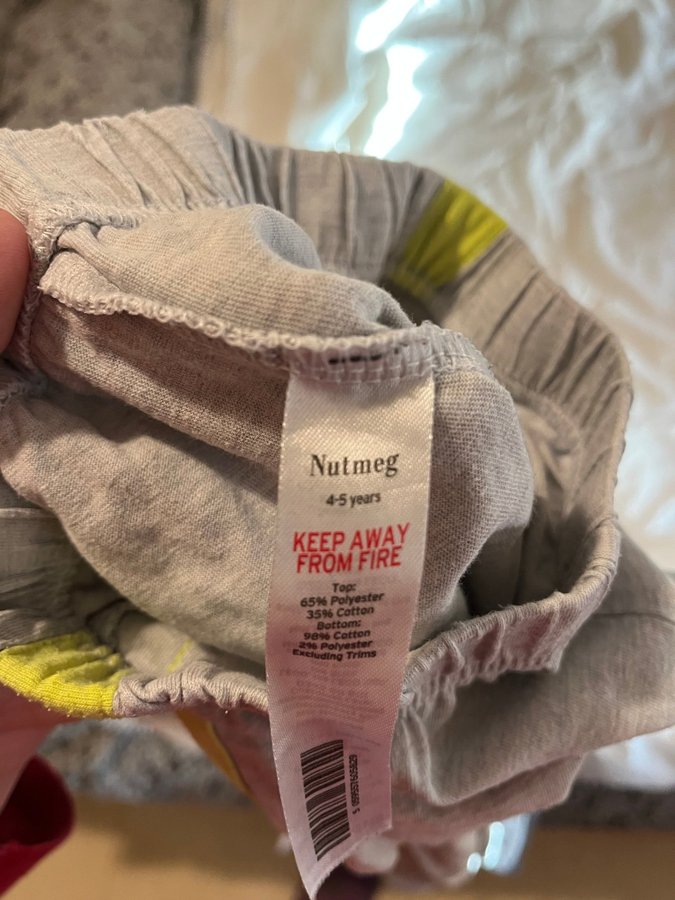 Nutmeg
4-5 years
KEEP AWAY
FROM FIRE
Top:
65% Polyester
35% Cotton
Bottom:
98% Cotton
2% Polyester
Excluding Trims